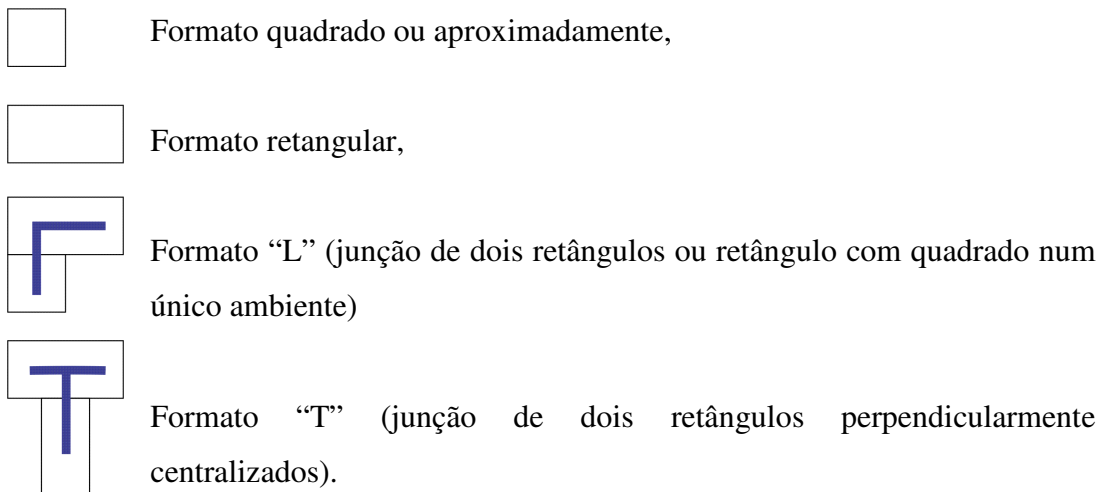 Formato quadrado ou aproximadamente,
Formato retangular,
Formato “L” (junção de dois retângulos ou retângulo com quadrado num
único ambiente)
Formato “T” (junção de dois retângulos perpendicularmente
centralizados).